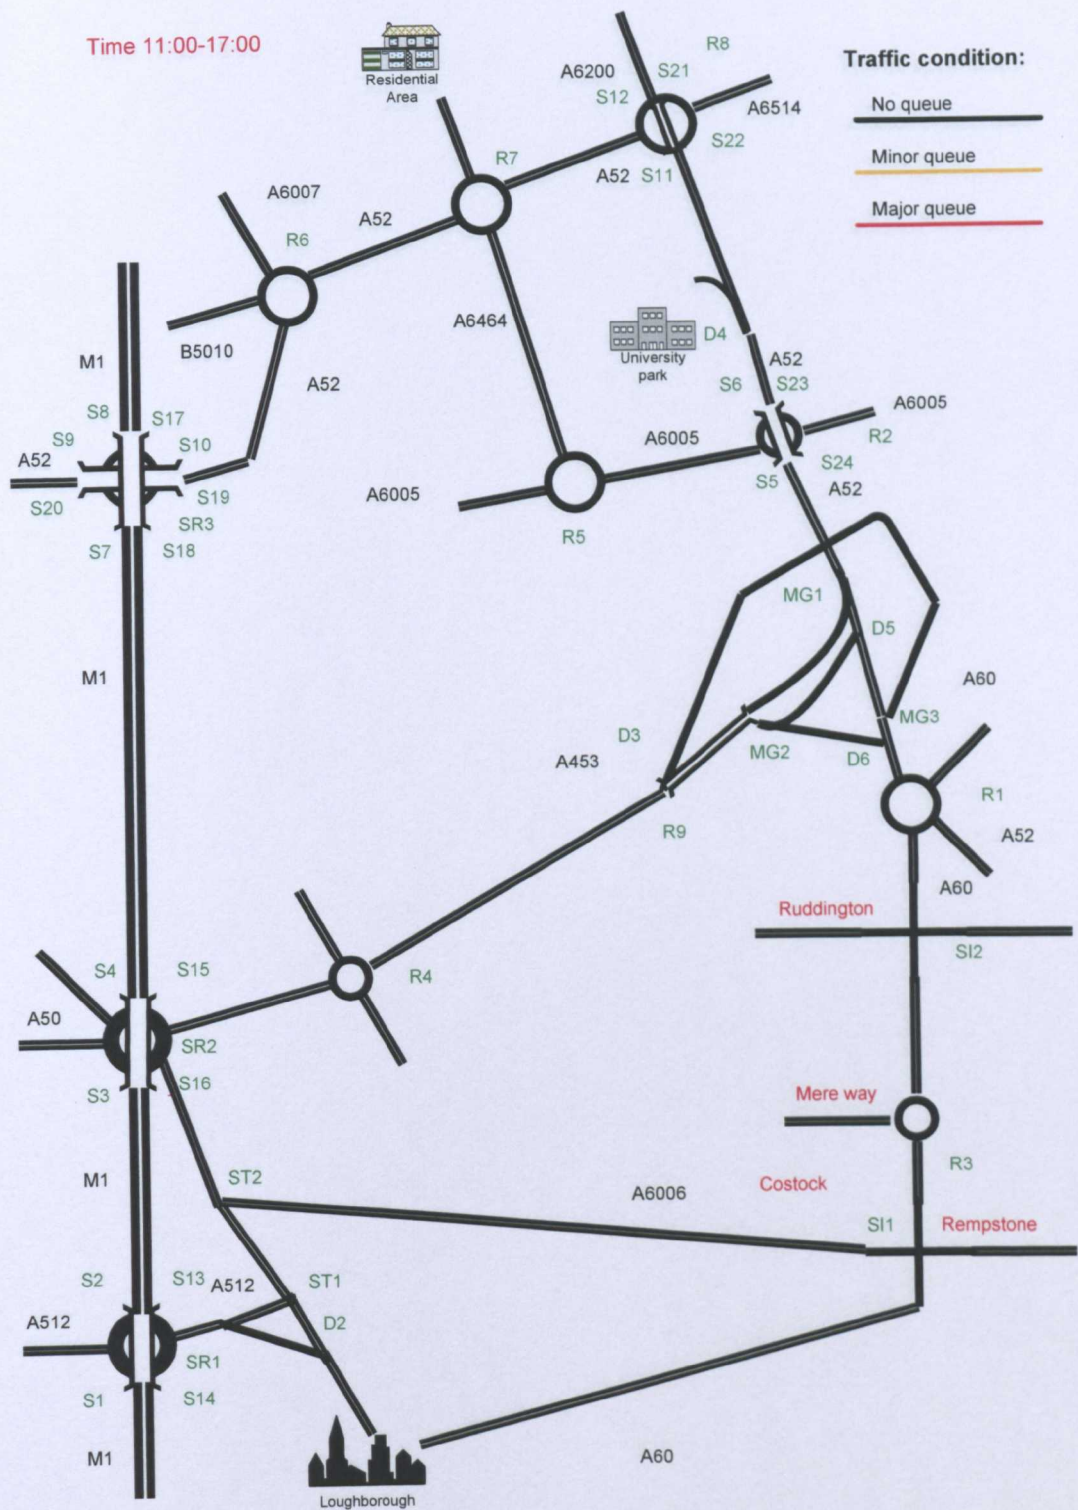 Time 11:00-17:00
Residential
Area
A6200
S21
R8
S12
A6514
S22
R7
A52
S11
Traffic condition:
No queue
Minor queue
Major queue
A6007
A52
R6
A6464
B5010
A52
University
park
D4
A52
S6
S23
A6005
R2
A6005
S24
S5
A52
A6005
R5
M1
S8
S17
S9
S10
A52
S19
S20
SR3
S7
S18
MG1
D5
A60
MG3
D3
MG2
D6
A453
R1
R9
A52
A60
M1
Ruddington
SI2
S4
S15
R4
A50
SR2
S16
S3
Mere way
R3
M1
ST2
A6006
Costock
SI1
Rempstone
S2
S13
A512
ST1
A512
D2
SR1
S1
S14
M1
A60
Loughborough